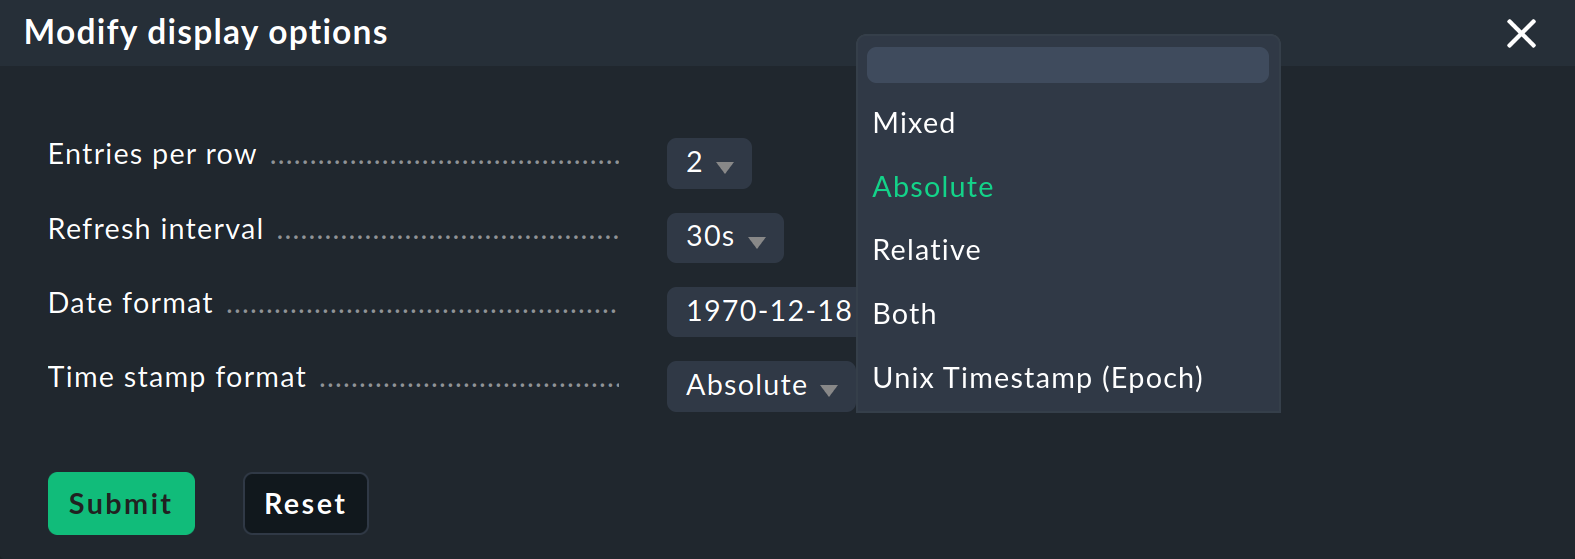 Modify display options
Entries per row
2
Refresh interval
30s
Date format
1970-12-18
Time stamp format
Absolute
Mixed
Absolute
Relative
Both
Unix Timestamp (Epoch)
Submit
Reset